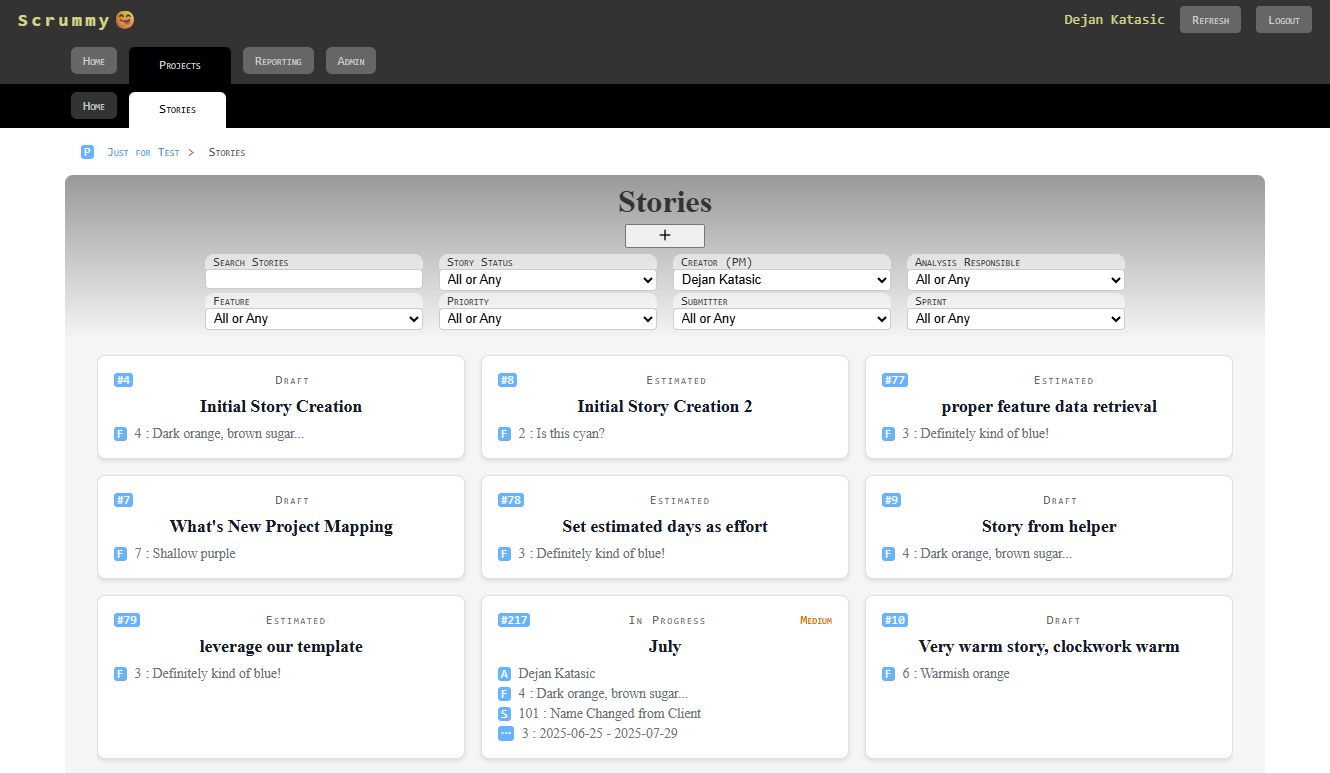 Scrummy
Dejan Katasic Refresh Logout
Home Projects Reporting Admin
Home Stories
P Just for Test > Stories
Stories
+
Search Stories Story Status Creator (PM) Analysis Responsible
All or Any Dejan Katasic All or Any
Feature Priority Submitter Sprint
All or Any All or Any All or Any All or Any
#4 Draft
Initial Story Creation
F 4 : Dark orange, brown sugar...
#8 Estimated
Initial Story Creation 2
F 2 : Is this cyan?
#77 Estimated
proper feature data retrieval
F 3 : Definitely kind of blue!
#7 Draft
What's New Project Mapping
F 7 : Shallow purple
#78 Estimated
Set estimated days as effort
F 3 : Definitely kind of blue!
#9 Draft
Story from helper
F 4 : Dark orange, brown sugar...
#79 Estimated
leverage our template
F 3 : Definitely kind of blue!
#217 In Progress Medium
July
A Dejan Katasic
F 4 : Dark orange, brown sugar...
S 101 : Name Changed from Client
... 3 : 2025-06-25 - 2025-07-29
#10 Draft
Very warm story, clockwork warm
F 6 : Warmish orange